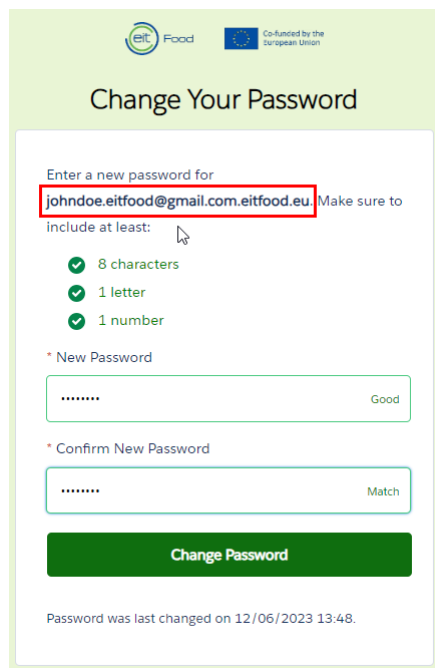 eit Food
Co-funded by the
European Union
Change Your Password
Enter a new password for
johndoe.eitfood@gmail.com.eitfood.eu. Make sure to
include at least:
8 characters
1 letter
1 number
* New Password
•••••••• Good
* Confirm New Password
•••••••• Match
Change Password
Password was last changed on 12/06/2023 13:48.